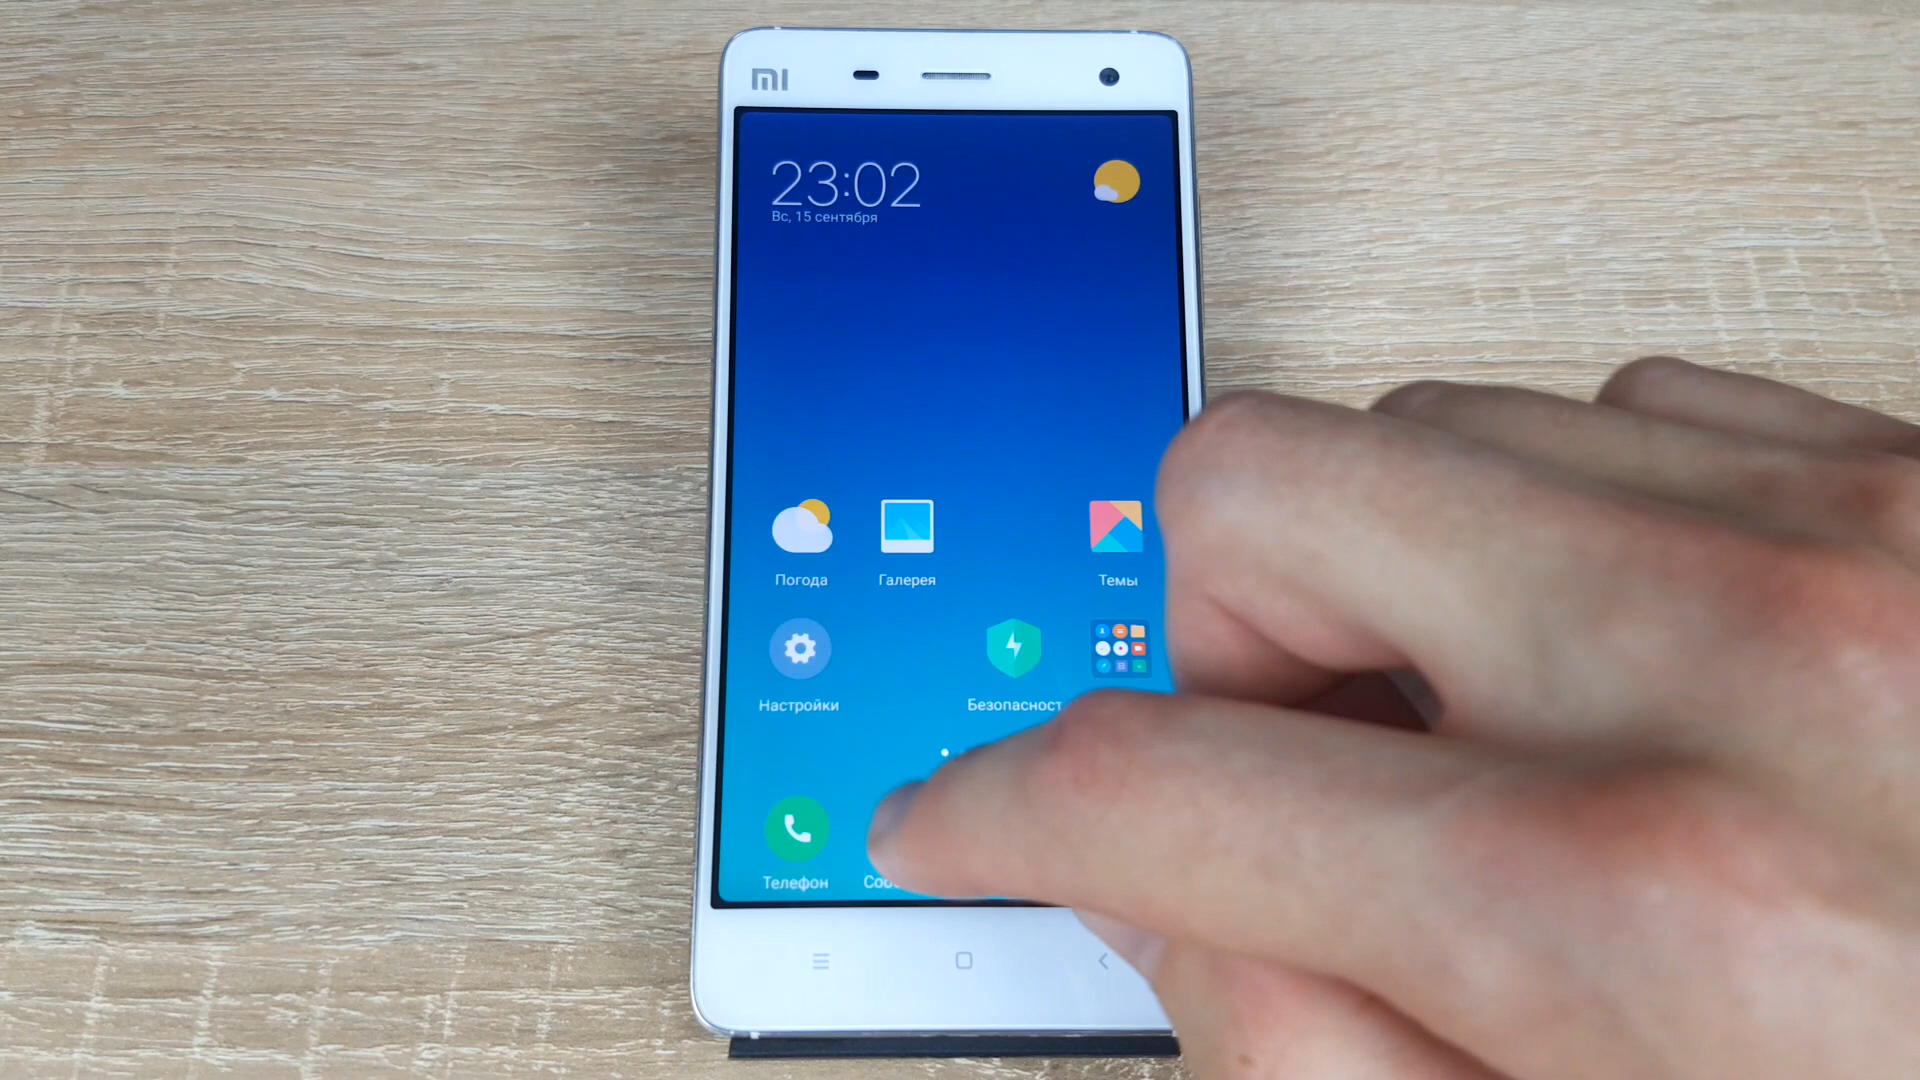 mi
23:02
Вс, 15 сентября
Погода Галерея Темы
Настройки Безопасност
Телефон